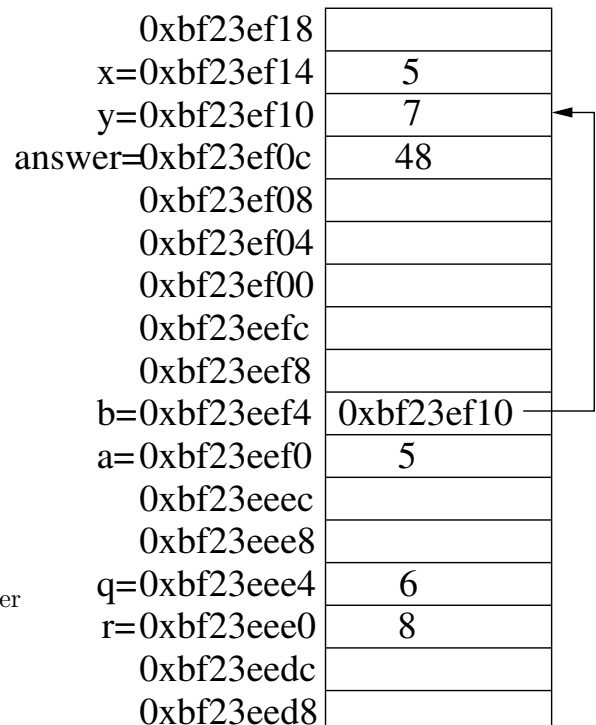 0xbf23ef18
x=0xbf23ef14 5
y=0xbf23ef10 7
answer=0xbf23ef0c 48
0xbf23ef08
0xbf23ef04
0xbf23ef00
0xbf23eefc
0xbf23eef8
b=0xbf23eef4 0xbf23ef10
a=0xbf23eef0 5
0xbf23eeec
0xbf23eee8
er q=0xbf23eee4 6
r=0xbf23eee0 8
0xbf23eedc
0xbf23eed8